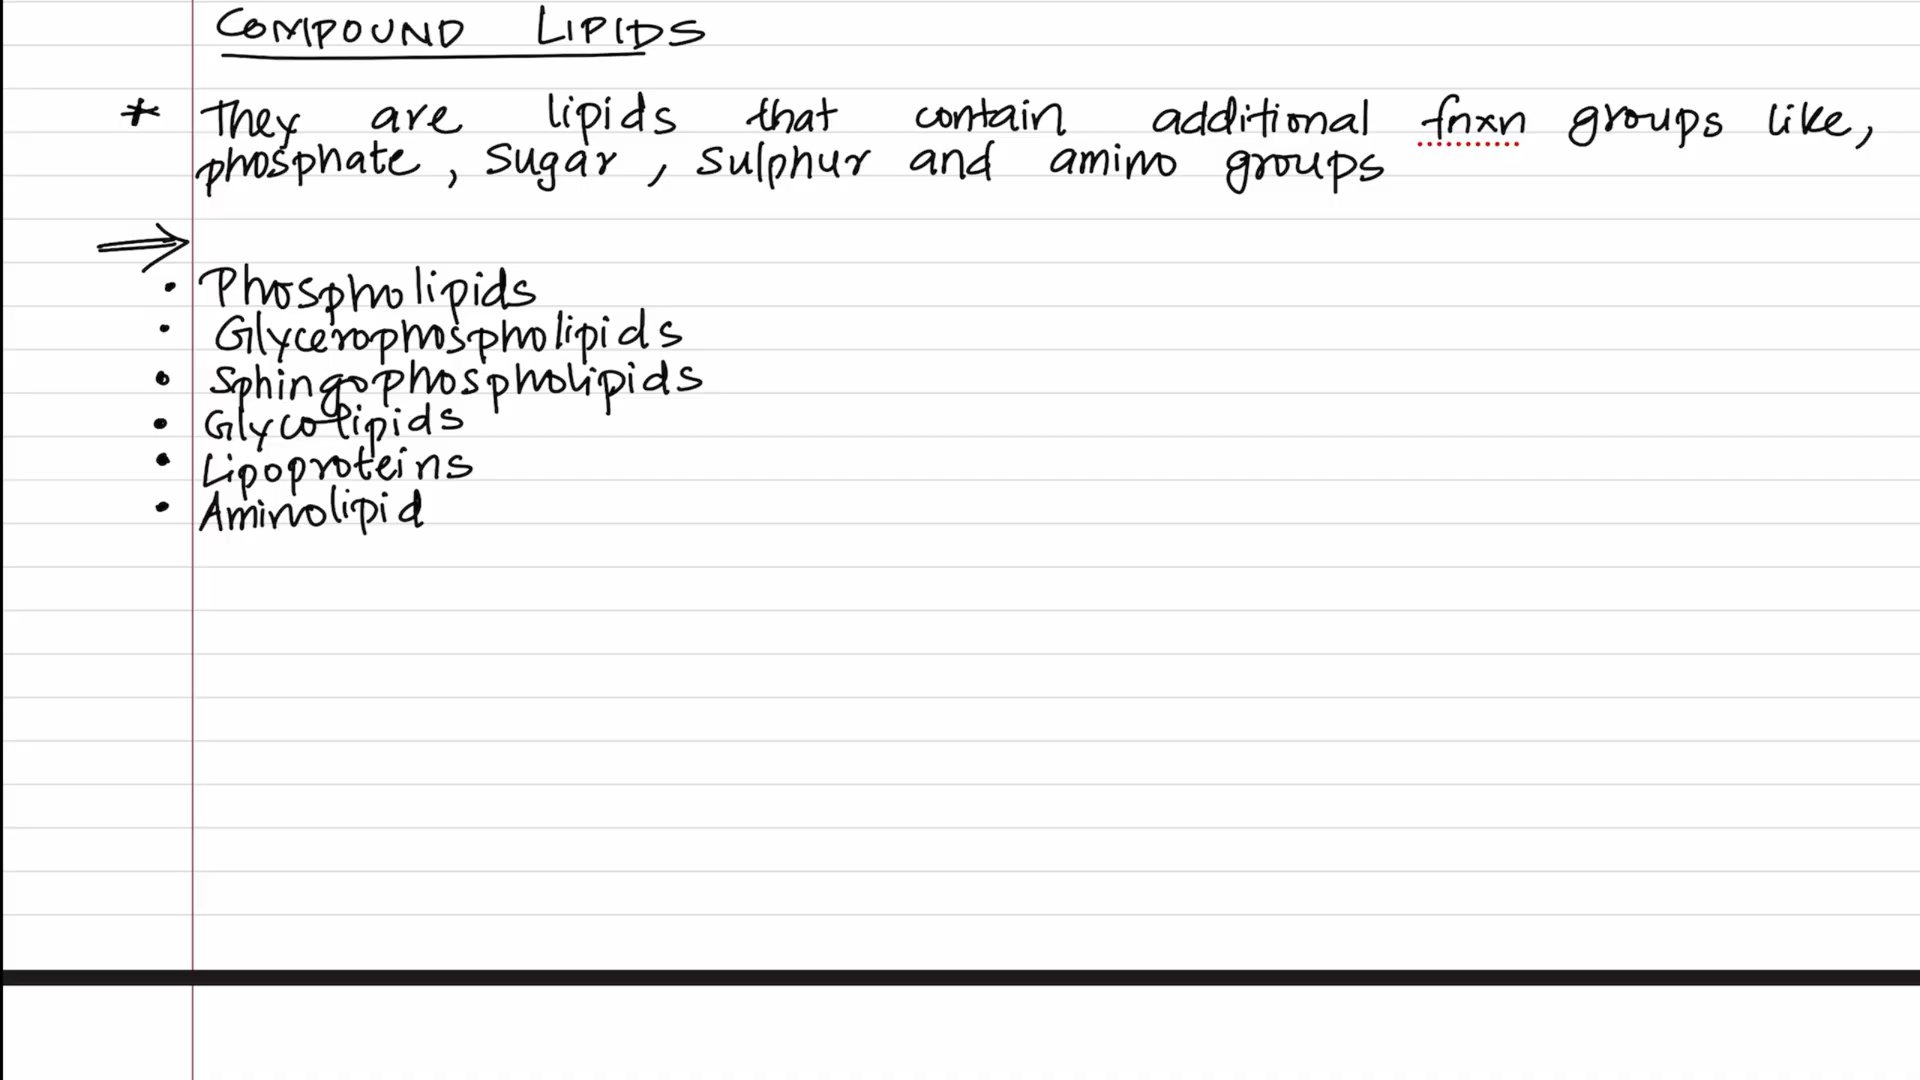 COMPOUND LIPIDS
* They are lipids that contain additional fnxn groups like,
phosphate, sugar, sulphur and amino groups
⇒
• Phospholipids
• Glycerophospholipids
• Sphingophospholipids
• Glycolipids
• Lipoproteins
• Aminolipid